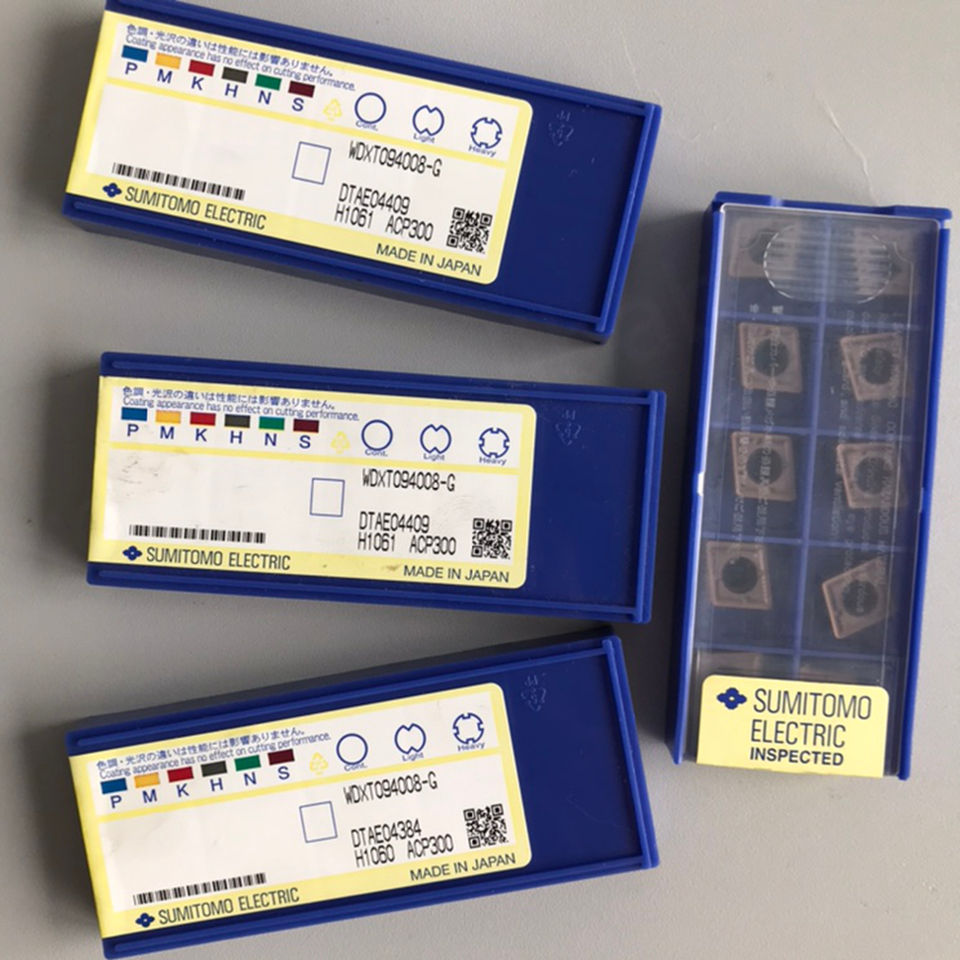 色調・光沢の違いは性能には影響ありません。
Coating appearance has no effect on cutting performance.
P M K H N S
Cont. Light Heavy
WDXT094008-G
DTAE04409
H1061 ACP300
SUMITOMO ELECTRIC
MADE IN JAPAN
色調・光沢の違いは性能には影響ありません。
Coating appearance has no effect on cutting performance.
P M K H N S
Cont. Light Heavy
WDXT094008-G
DTAE04409
H1061 ACP300
SUMITOMO ELECTRIC
MADE IN JAPAN
色調・光沢の違いは性能には影響ありません。
Coating appearance has no effect on cutting performance.
P M K H N S
Cont. Light Heavy
WDXT094008-G
DTAE04384
H1060 ACP300
SUMITOMO ELECTRIC
MADE IN JAPAN
SUMITOMO
ELECTRIC
INSPECTED